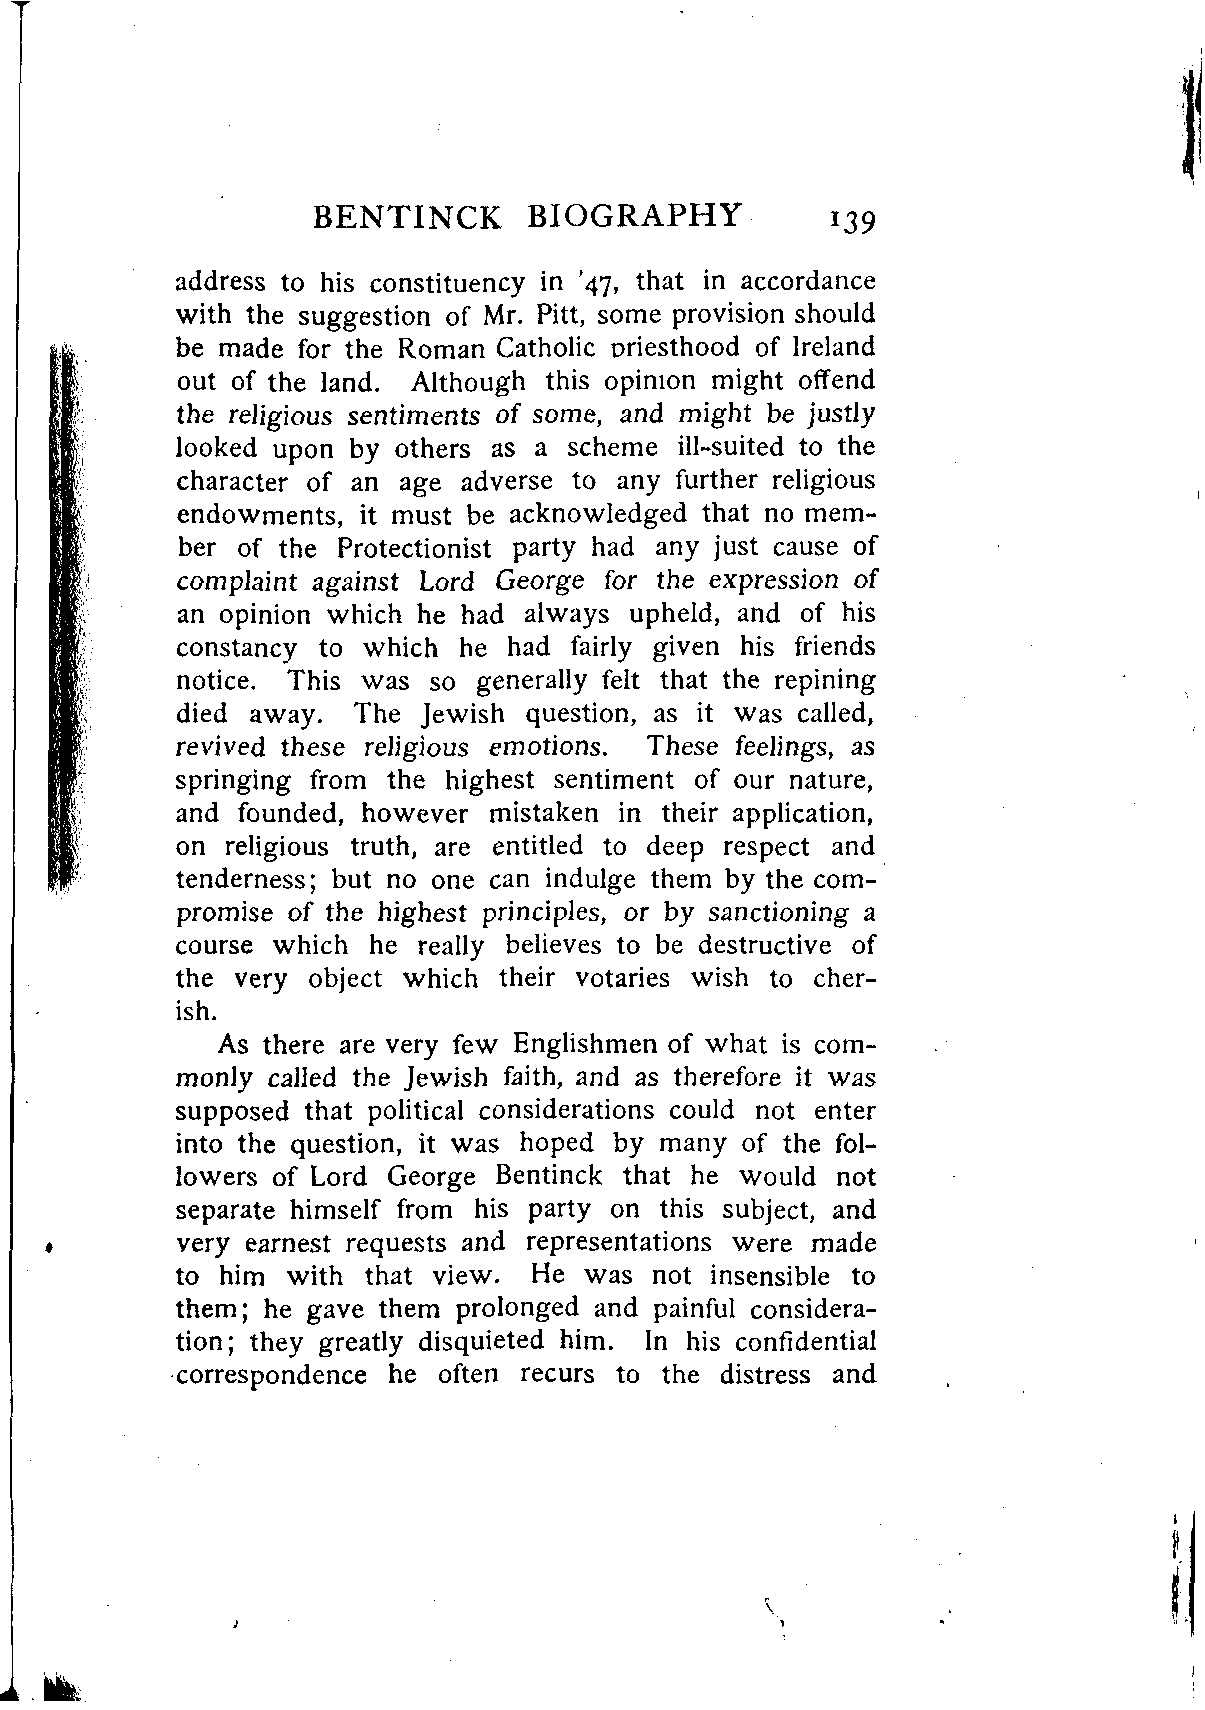 BENTINCK BIOGRAPHY 139
address to his constituency in '47, that in accordance
with the suggestion of Mr. Pitt, some provision should
be made for the Roman Catholic priesthood of Ireland
out of the land. Although this opinion might offend
the religious sentiments of some, and might be justly
looked upon by others as a scheme ill-suited to the
character of an age adverse to any further religious
endowments, it must be acknowledged that no mem-
ber of the Protectionist party had any just cause of
complaint against Lord George for the expression of
an opinion which he had always upheld, and of his
constancy to which he had fairly given his friends
notice. This was so generally felt that the repining
died away. The Jewish question, as it was called,
revived these religious emotions. These feelings, as
springing from the highest sentiment of our nature,
and founded, however mistaken in their application,
on religious truth, are entitled to deep respect and
tenderness; but no one can indulge them by the com-
promise of the highest principles, or by sanctioning a
course which he really believes to be destructive of
the very object which their votaries wish to cher-
ish.
As there are very few Englishmen of what is com-
monly called the Jewish faith, and as therefore it was
supposed that political considerations could not enter
into the question, it was hoped by many of the fol-
lowers of Lord George Bentinck that he would not
separate himself from his party on this subject, and
very earnest requests and representations were made
to him with that view. He was not insensible to
them; he gave them prolonged and painful considera-
tion; they greatly disquieted him. In his confidential
correspondence he often recurs to the distress and